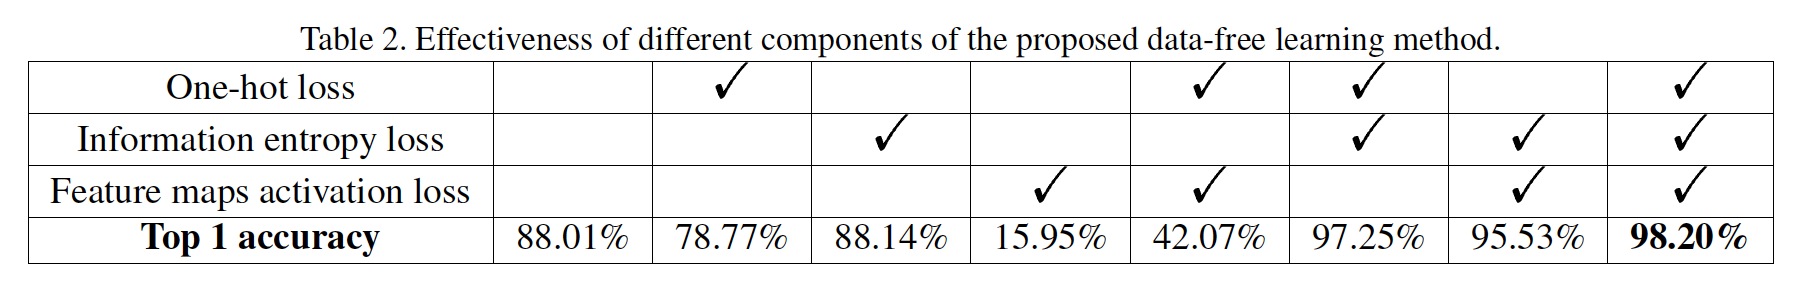 Table 2. Effectiveness of different components of the proposed data-free learning method.
One-hot loss ✓ ✓ ✓ ✓
Information entropy loss ✓ ✓ ✓ ✓
Feature maps activation loss ✓ ✓ ✓ ✓
Top 1 accuracy 88.01% 78.77% 88.14% 15.95% 42.07% 97.25% 95.53% 98.20%